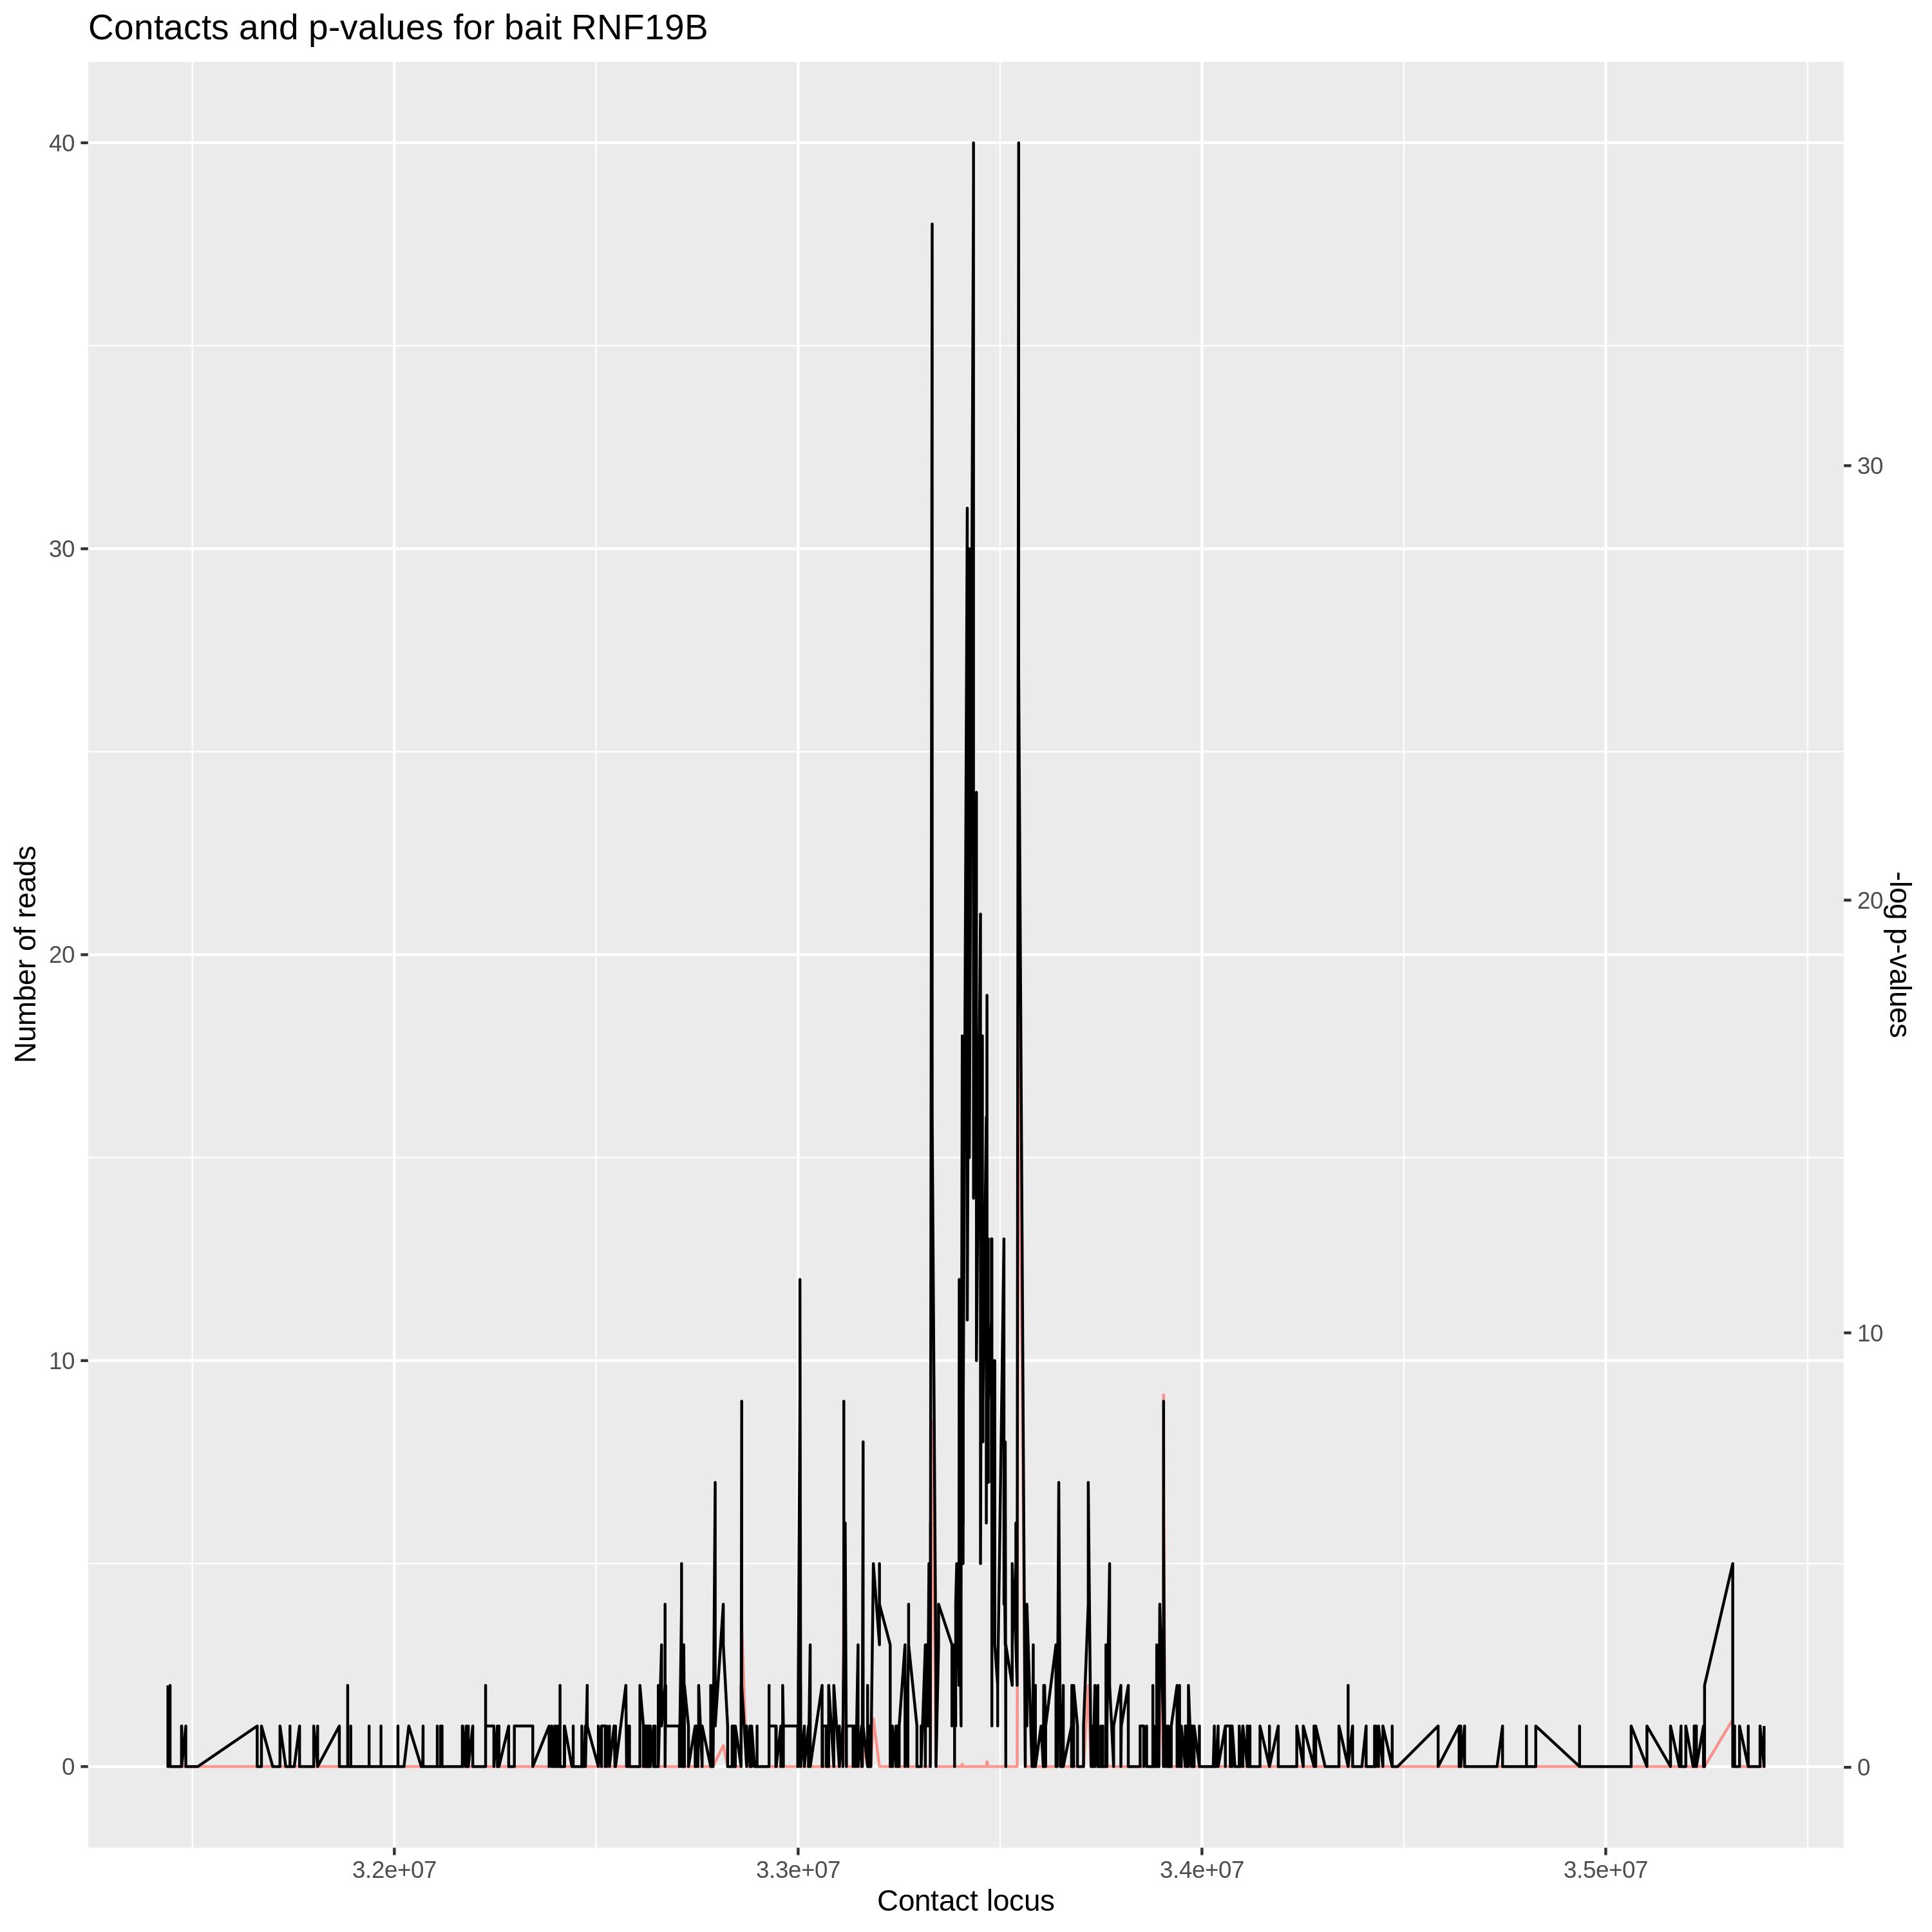 Contacts and p-values for bait RNF19B
40
30
20
10
0
Number of reads
30
20
10
0
-log p-values
3.2e+07
3.3e+07
3.4e+07
3.5e+07
Contact locus